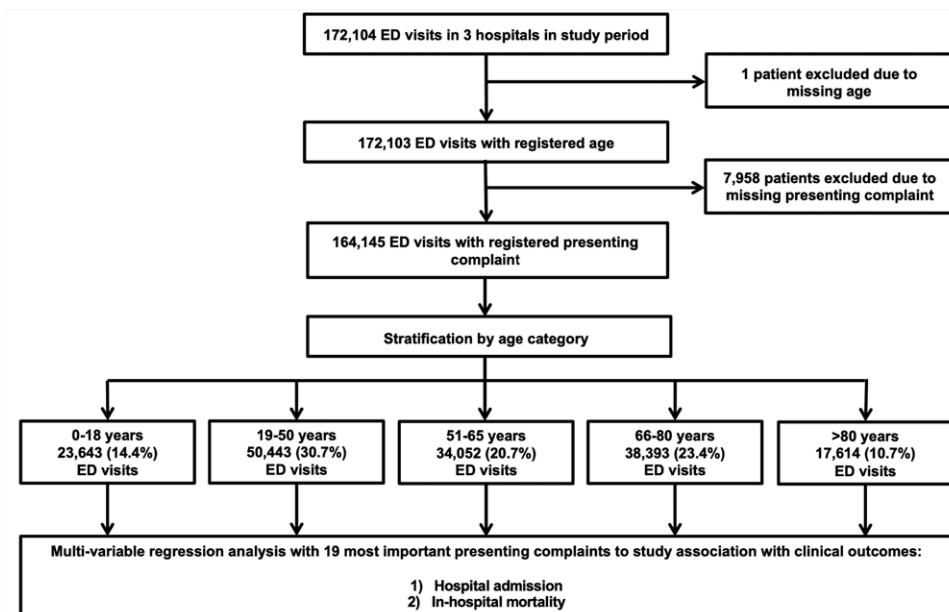 172,104 ED visits in 3 hospitals in study period
1 patient excluded due to
missing age
172,103 ED visits with registered age
7,958 patients excluded due to
missing presenting complaint
164,145 ED visits with registered presenting
complaint
Stratification by age category
0-18 years
23,643 (14.4%)
ED visits
19-50 years
50,443 (30.7%)
ED visits
51-65 years
34,052 (20.7%)
ED visits
66-80 years
38,393 (23.4%)
ED visits
>80 years
17,614 (10.7%)
ED visits
Multi-variable regression analysis with 19 most important presenting complaints to study association with clinical outcomes:
1) Hospital admission
2) In-hospital mortality